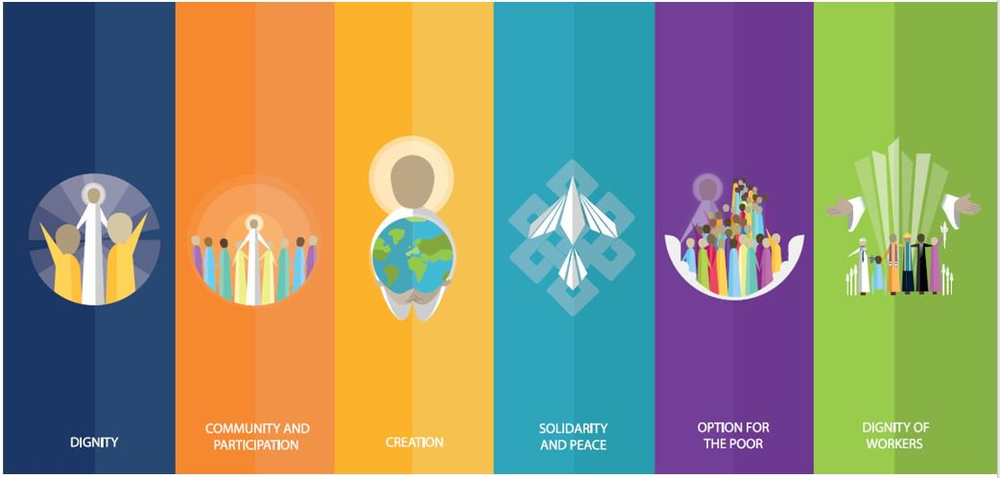 DIGNITY
COMMUNITY AND
PARTICIPATION
CREATION
SOLIDARITY
AND PEACE
OPTION FOR
THE POOR
DIGNITY OF
WORKERS